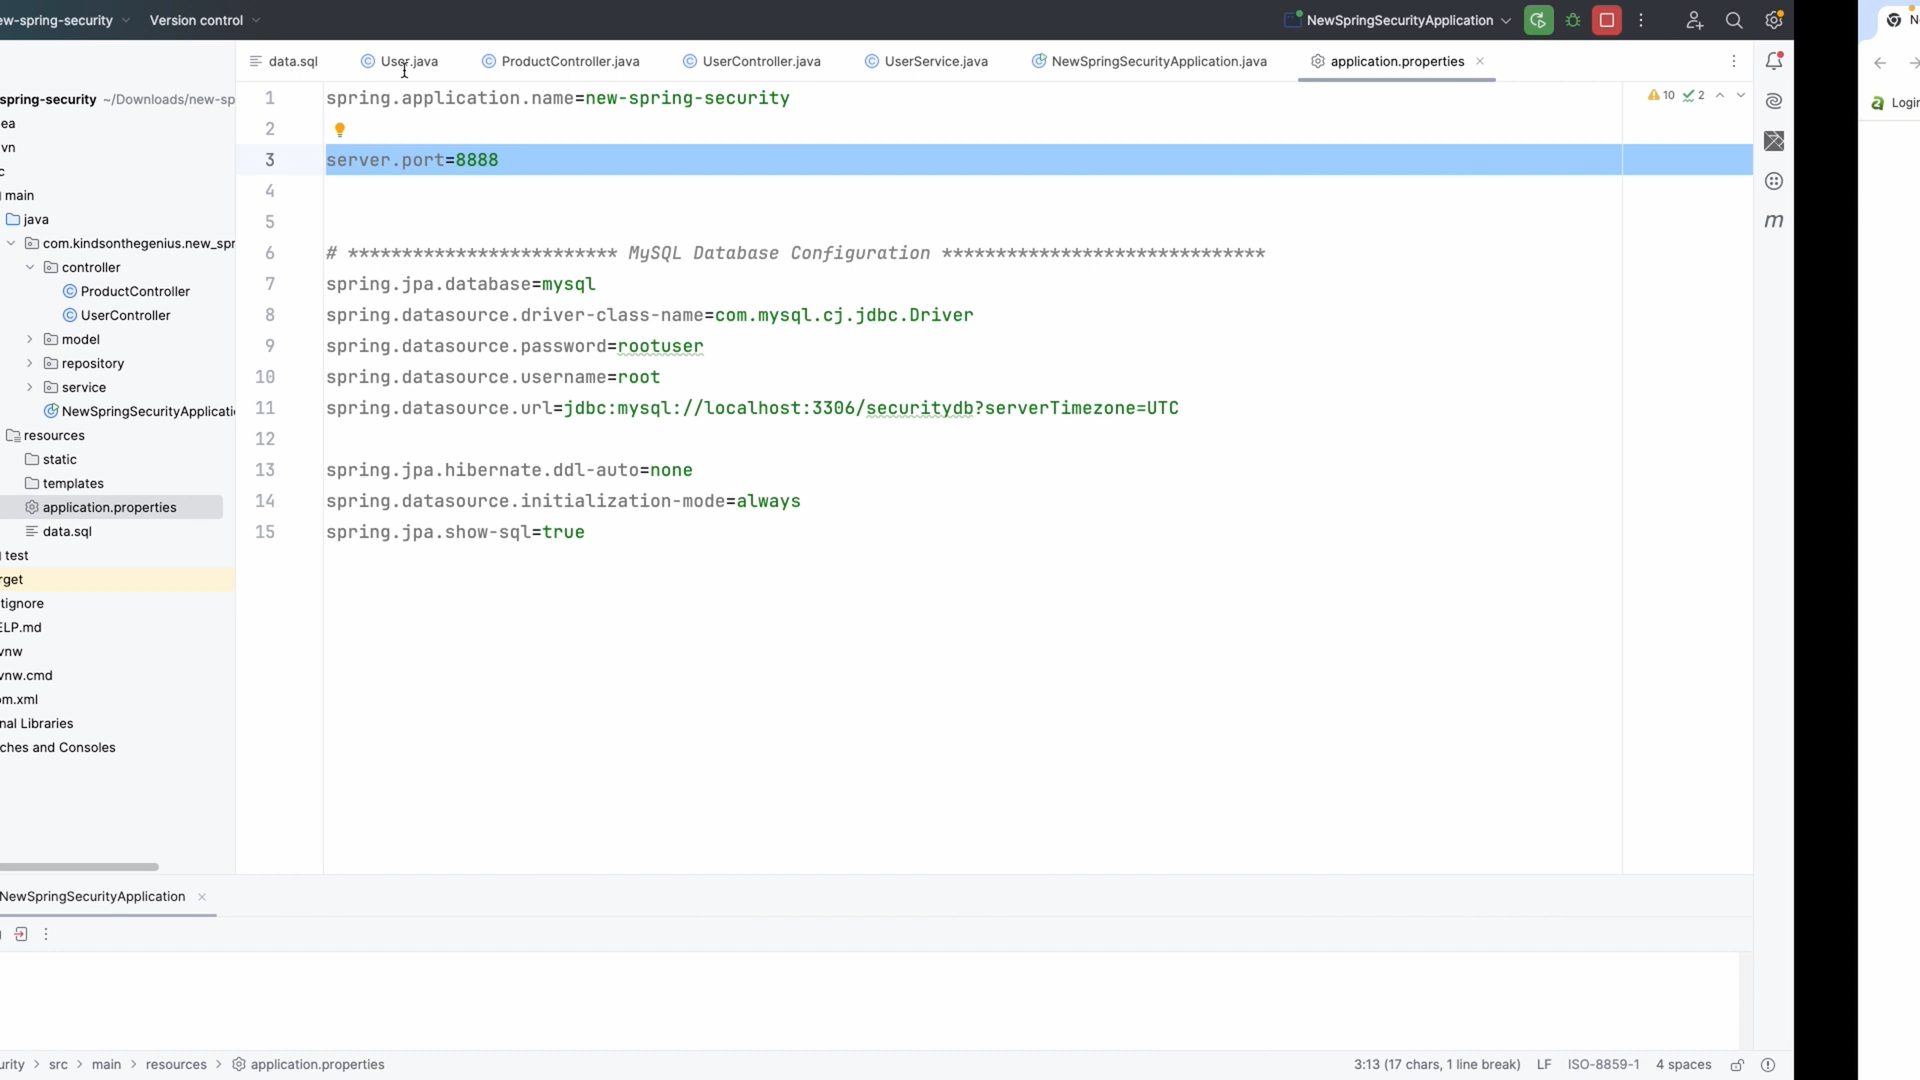 ew-spring-security Version control NewSpringSecurityApplication
data.sql User.java ProductController.java UserController.java UserService.java NewSpringSecurityApplication.java application.properties
spring-security ~/Downloads/new-sp
ea
vn
c
main
java
com.kindsonthegenius.new_spr
controller
ProductController
UserController
model
repository
service
NewSpringSecurityApplicati
resources
static
templates
application.properties
data.sql
test
rget
tignore
ELP.md
vnw
vnw.cmd
om.xml
nal Libraries
ches and Consoles
1 spring.application.name=new-spring-security
2
3 server.port=8888
4
5
6 # ************************* MySQL Database Configuration ******************************
7 spring.jpa.database=mysql
8 spring.datasource.driver-class-name=com.mysql.cj.jdbc.Driver
9 spring.datasource.password=rootuser
10 spring.datasource.username=root
11 spring.datasource.url=jdbc:mysql://localhost:3306/securitydb?serverTimezone=UTC
12
13 spring.jpa.hibernate.ddl-auto=none
14 spring.datasource.initialization-mode=always
15 spring.jpa.show-sql=true
10 2
m
N
Login
NewSpringSecurityApplication
urity > src > main > resources > application.properties
3:13 (17 chars, 1 line break) LF ISO-8859-1 4 spaces